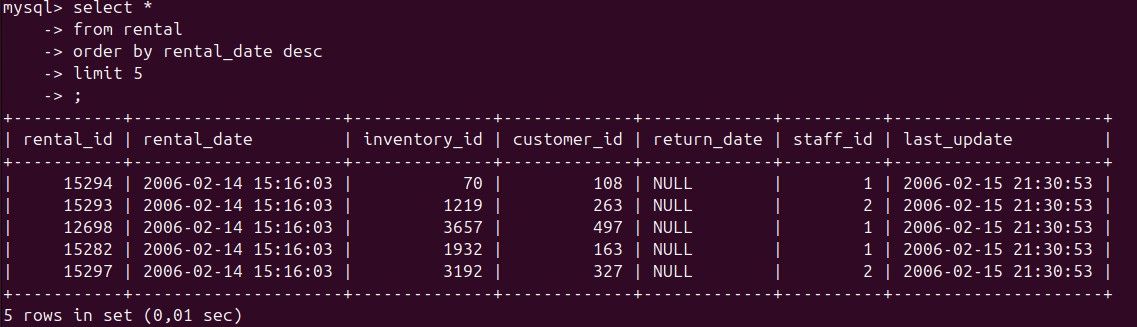 mysql> select *
    -> from rental
    -> order by rental_date desc
    -> limit 5
    -> ;
+-----------+---------------------+--------------+-------------+-------------+----------+---------------------+
| rental_id | rental_date         | inventory_id | customer_id | return_date | staff_id | last_update         |
+-----------+---------------------+--------------+-------------+-------------+----------+---------------------+
|     15294 | 2006-02-14 15:16:03 |           70 |         108 | NULL        |        1 | 2006-02-15 21:30:53 |
|     15293 | 2006-02-14 15:16:03 |         1219 |         263 | NULL        |        2 | 2006-02-15 21:30:53 |
|     12698 | 2006-02-14 15:16:03 |         3657 |         497 | NULL        |        1 | 2006-02-15 21:30:53 |
|     15282 | 2006-02-14 15:16:03 |         1932 |         163 | NULL        |        1 | 2006-02-15 21:30:53 |
|     15297 | 2006-02-14 15:16:03 |         3192 |         327 | NULL        |        2 | 2006-02-15 21:30:53 |
+-----------+---------------------+--------------+-------------+-------------+----------+---------------------+
5 rows in set (0,01 sec)